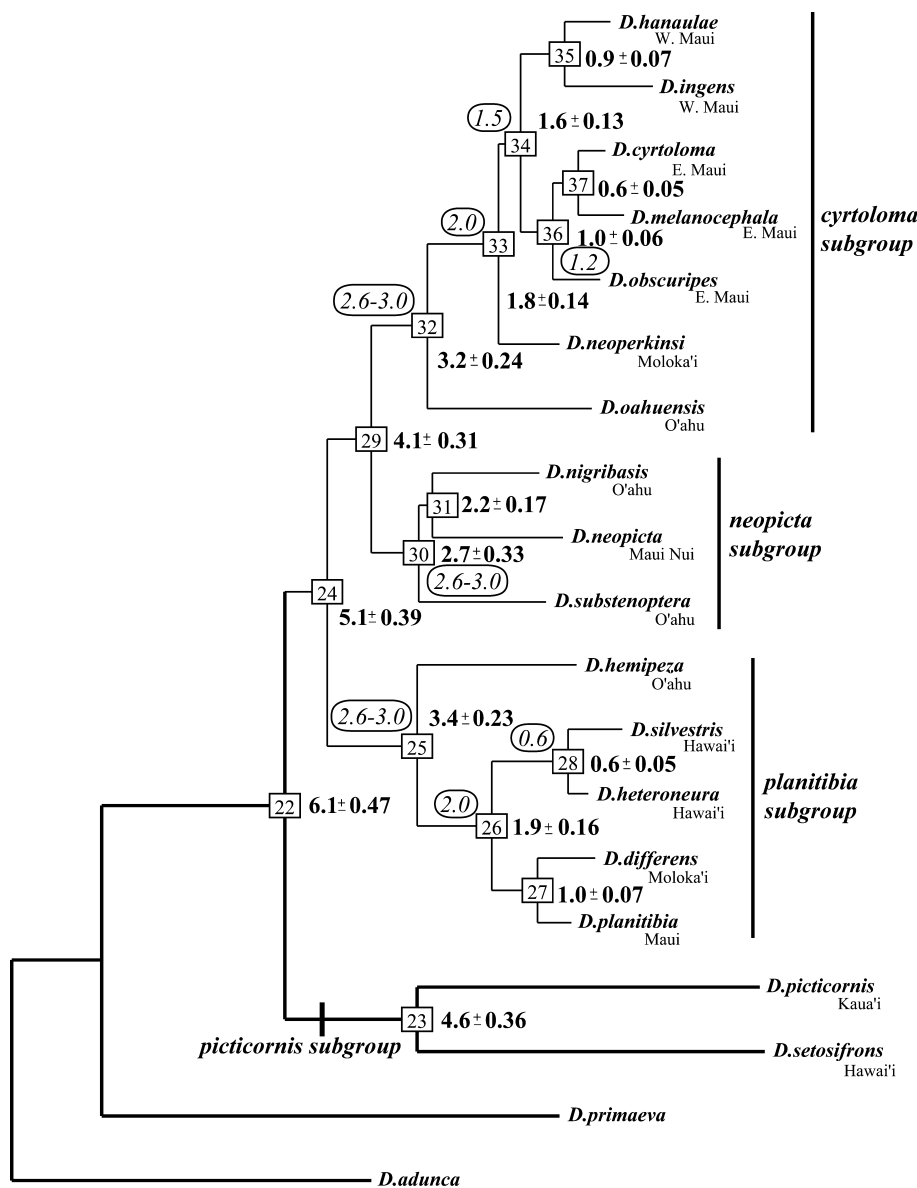 D.hanaulae
W. Maui
35
0.9 ± 0.07
D.ingens
W. Maui
1.5
1.6 ± 0.13
34
D.cyrtoloma
E. Maui
37
0.6 ± 0.05
D.melanocephala
E. Maui
2.0
33
36
1.0 ± 0.06
cyrtoloma
subgroup
1.2
D.obscuripes
E. Maui
2.6-3.0
1.8 ± 0.14
32
D.neoperkinsi
Moloka'i
3.2 ± 0.24
D.oahuensis
O'ahu
29
4.1 ± 0.31
D.nigribasis
O'ahu
31
2.2 ± 0.17
neopicta
subgroup
D.neopicta
Maui Nui
30
2.7 ± 0.33
2.6-3.0
24
D.substenoptera
O'ahu
5.1 ± 0.39
D.hemipeza
O'ahu
2.6-3.0
3.4 ± 0.23
25
0.6
D.silvestris
Hawai'i
28
0.6 ± 0.05
planitibia
subgroup
D.heteroneura
Hawai'i
22
6.1 ± 0.47
2.0
26
1.9 ± 0.16
D.differens
Moloka'i
27
1.0 ± 0.07
D.planitibia
Maui
D.picticornis
Kaua'i
23
4.6 ± 0.36
picticornis subgroup
D.setosifrons
Hawai'i
D.primaeva
D.adunca